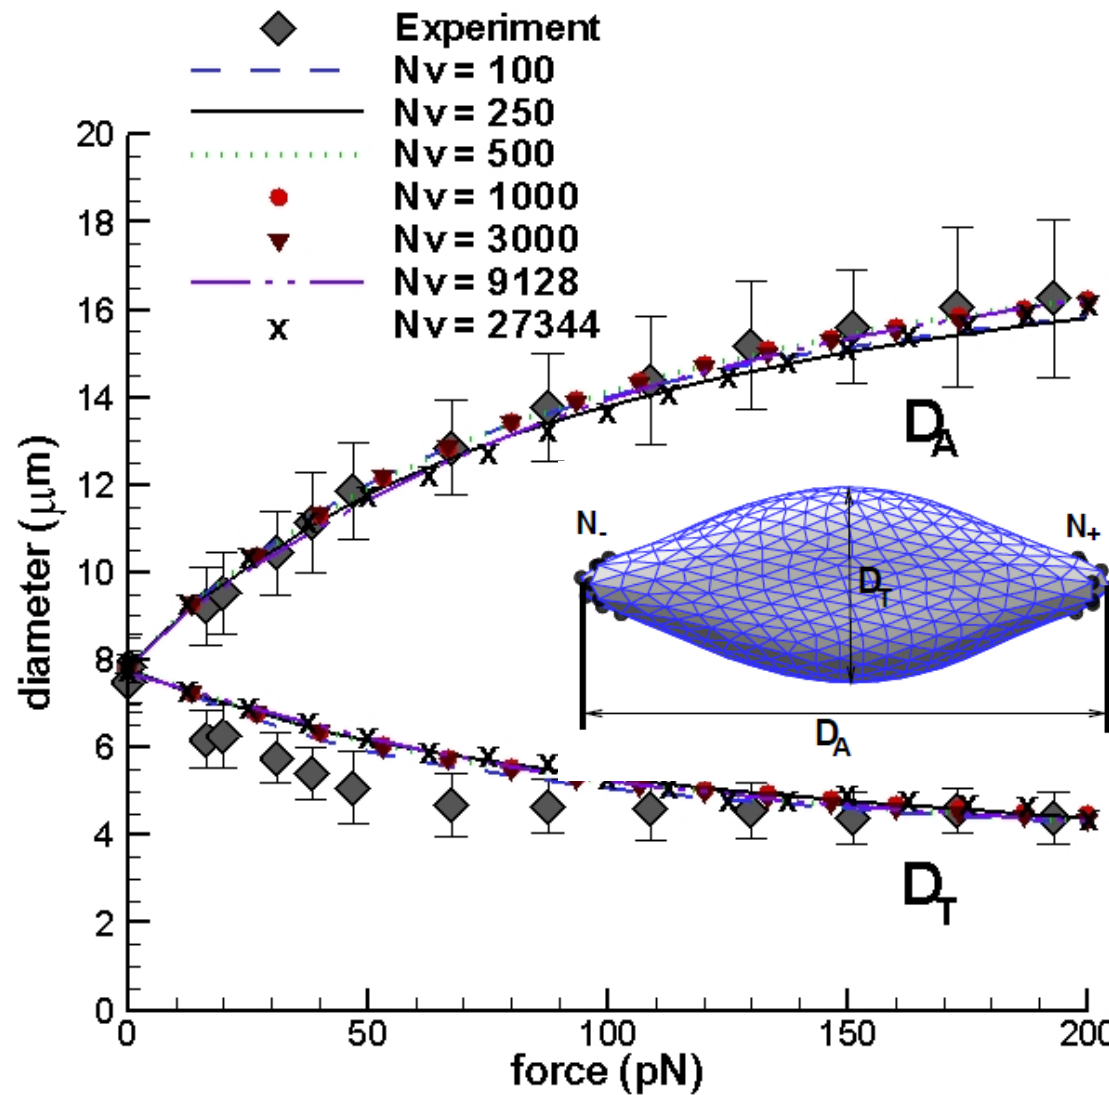 Experiment
Nv = 100
Nv = 250
Nv = 500
Nv = 1000
Nv = 3000
Nv = 9128
Nv = 27344
20
18
16
14
12
10
8
6
4
2
0
diameter (μm)
D_A
N_-
N_+
D_T
D_A
D_T
0
50
100
150
200
force (pN)